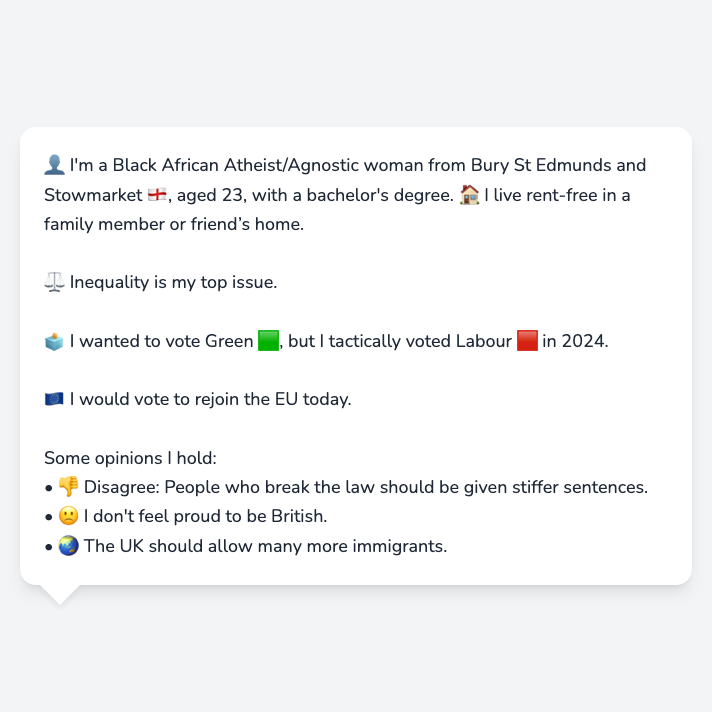 👤 I'm a Black African Atheist/Agnostic woman from Bury St Edmunds and
Stowmarket 🏴󠁧󠁢󠁥󠁮󠁧󠁿, aged 23, with a bachelor's degree. 🏠 I live rent-free in a
family member or friend’s home.
⚖️ Inequality is my top issue.
🗳️ I wanted to vote Green 🟩, but I tactically voted Labour 🟥 in 2024.
🇪🇺 I would vote to rejoin the EU today.
Some opinions I hold:
• 👎 Disagree: People who break the law should be given stiffer sentences.
• 🙁 I don't feel proud to be British.
• 🌏 The UK should allow many more immigrants.